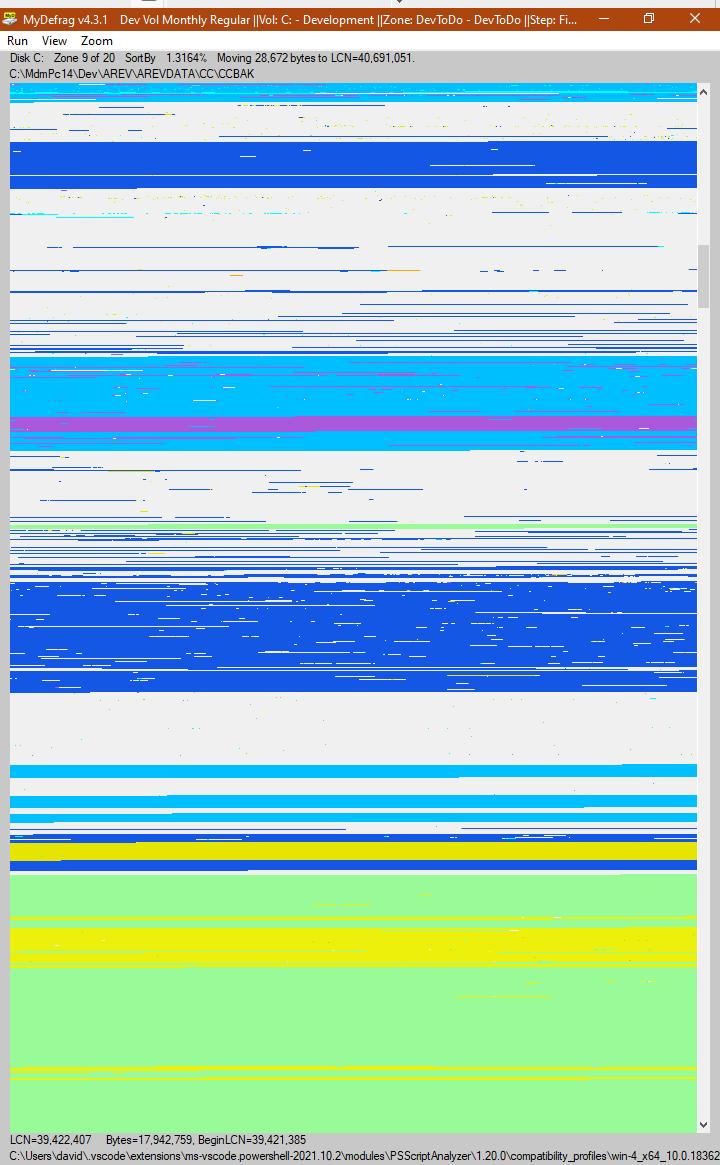 MyDefrag v4.3.1 Dev Vol Monthly Regular ||Vol: C: - Development ||Zone: DevToDo - DevToDo ||Step: Fi...
Run View Zoom
Disk C: Zone 9 of 20 SortBy 1.3164% Moving 28,672 bytes to LCN=40,691,051.
C:\MdmPc14\Dev\AREV\AREVDATA\CC\CCBAK
LCN=39,422,407 Bytes=17,942,759, BeginLCN=39,421,385
C:\Users\david\.vscode\extensions\ms-vscode.powershell-2021.10.2\modules\PSScriptAnalyzer\1.20.0\compatibility_profiles\win-4_x64_10.0.18362